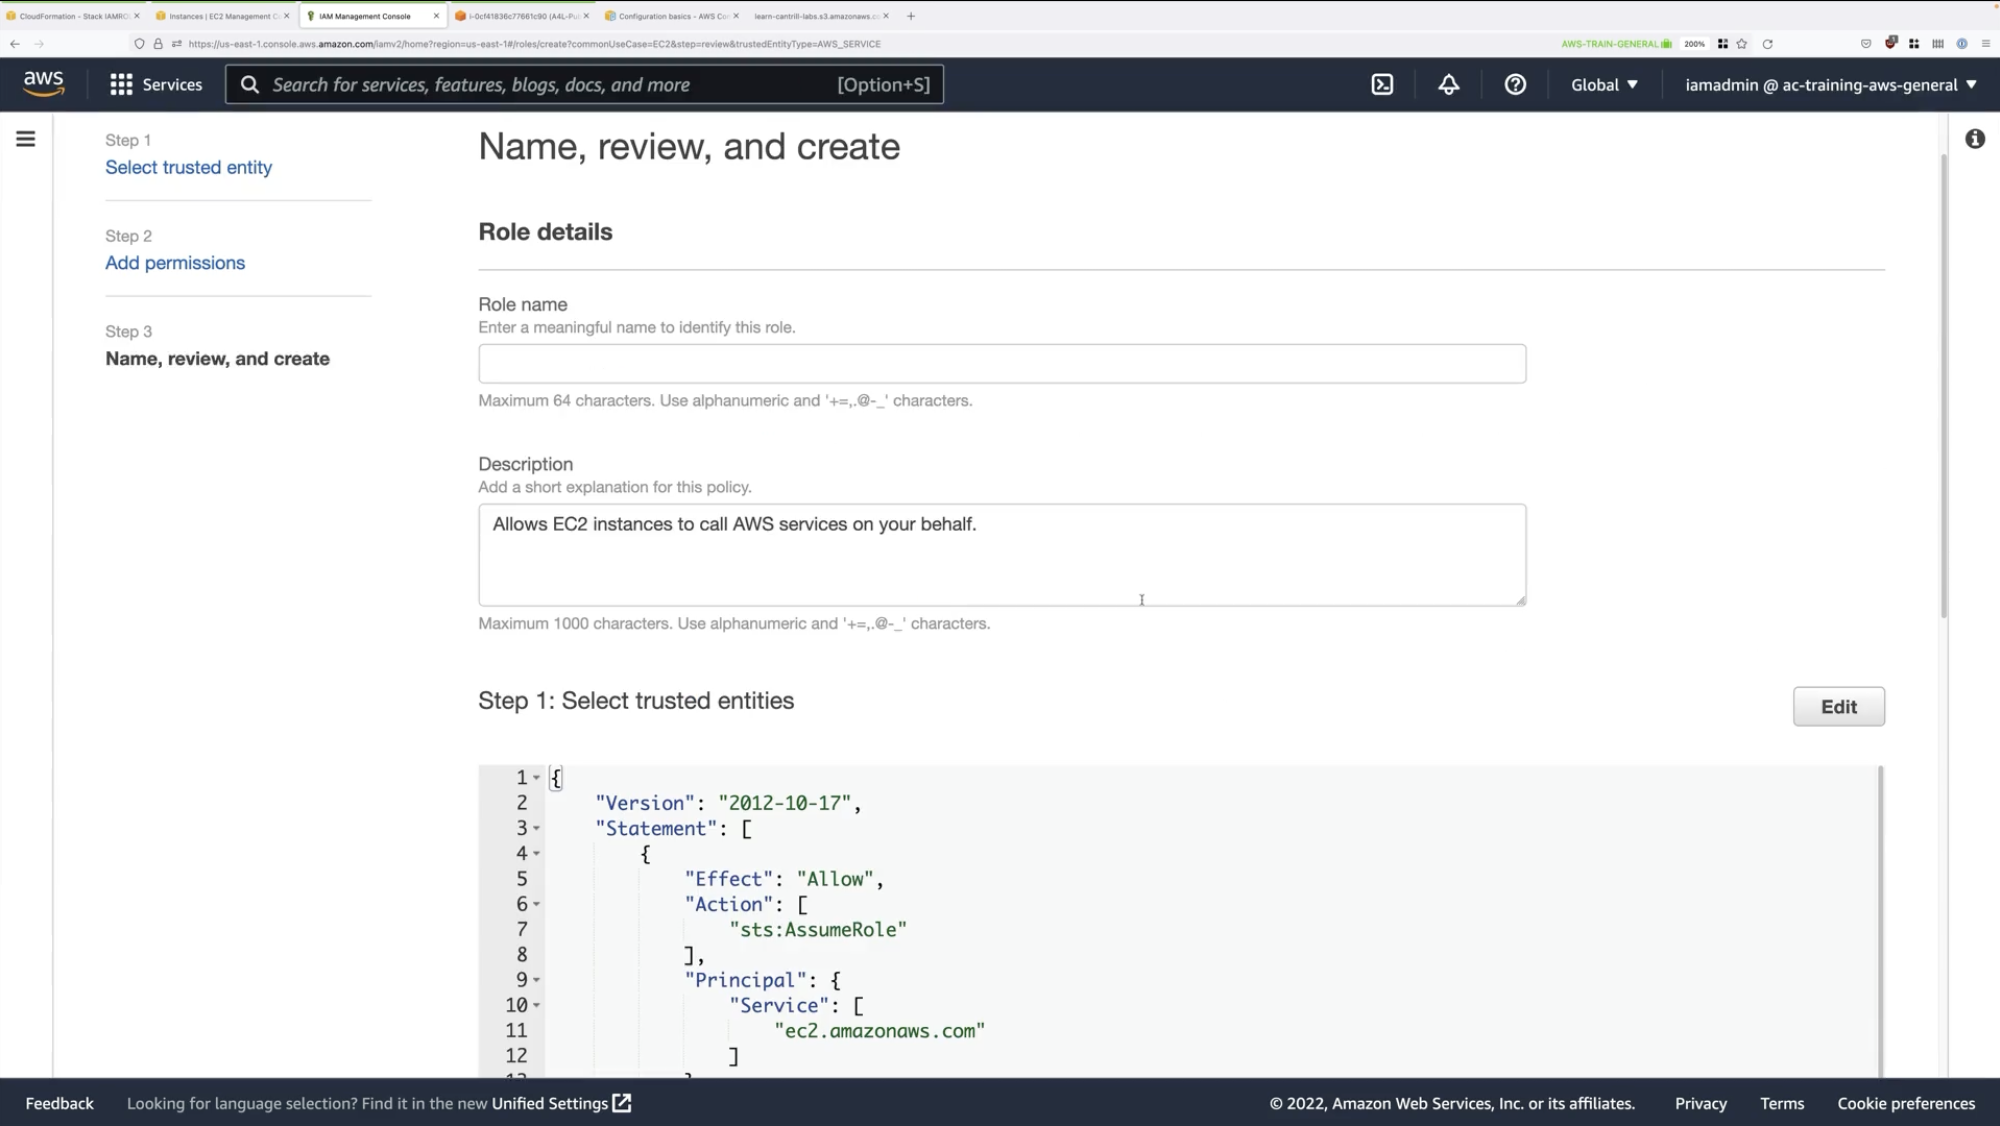 CloudFormation - Stack IAMRO
Instances | EC2 Management C
IAM Management Console
i-0cf41836c77661c90 (A4L-Pu
Configuration basics - AWS Co
learn-cantrill-labs.s3.amazonaws.c
https://us-east-1.console.aws.amazon.com/iamv2/home?region=us-east-1#/roles/create?commonUseCase=EC2&step=review&trustedEntityType=AWS_SERVICE
AWS-TRAIN-GENERAL
200%
aws
Services
Search for services, features, blogs, docs, and more
[Option+S]
Global
iamadmin @ ac-training-aws-general
Step 1
Select trusted entity
Step 2
Add permissions
Step 3
Name, review, and create
Name, review, and create
Role details
Role name
Enter a meaningful name to identify this role.
Maximum 64 characters. Use alphanumeric and '+=,.@-_' characters.
Description
Add a short explanation for this policy.
Allows EC2 instances to call AWS services on your behalf.
Maximum 1000 characters. Use alphanumeric and '+=,.@-_' characters.
Step 1: Select trusted entities
Edit
1 {
2 "Version": "2012-10-17",
3 "Statement": [
4 {
5 "Effect": "Allow",
6 "Action": [
7 "sts:AssumeRole"
8 ],
9 "Principal": {
10 "Service": [
11 "ec2.amazonaws.com"
12 ]
Feedback
Looking for language selection? Find it in the new Unified Settings
© 2022, Amazon Web Services, Inc. or its affiliates.
Privacy
Terms
Cookie preferences